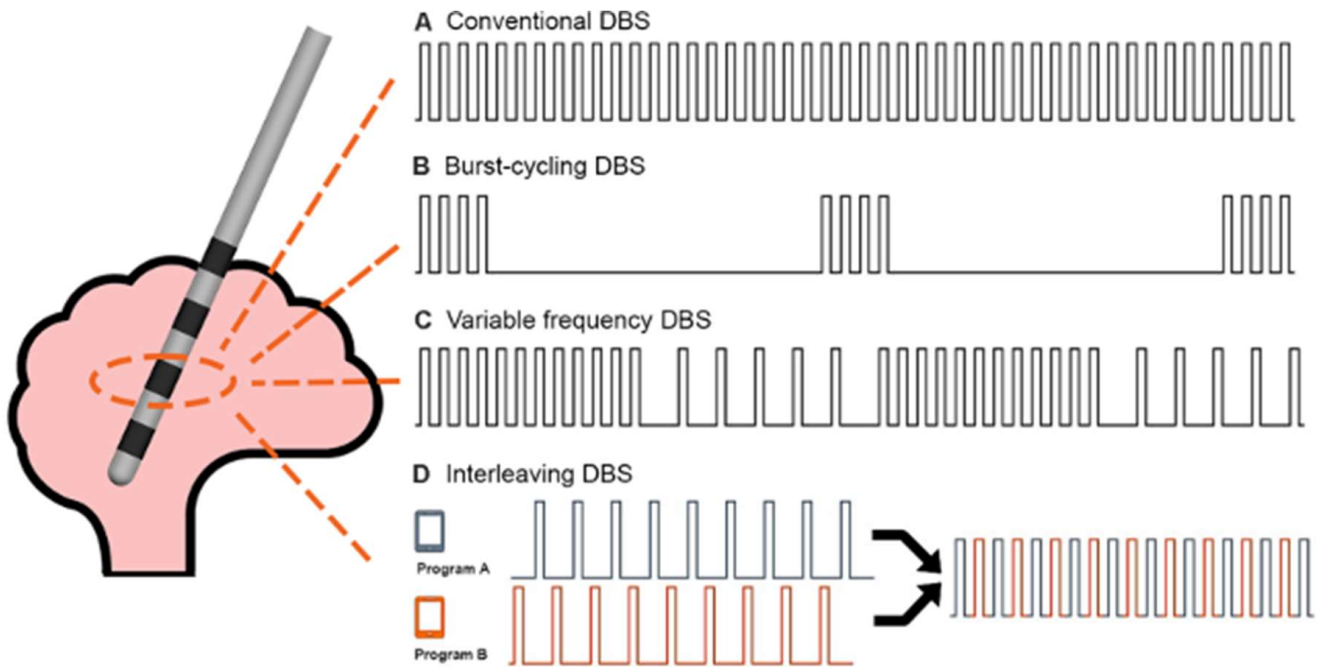 A Conventional DBS
B Burst-cycling DBS
C Variable frequency DBS
D Interleaving DBS
Program A
Program B